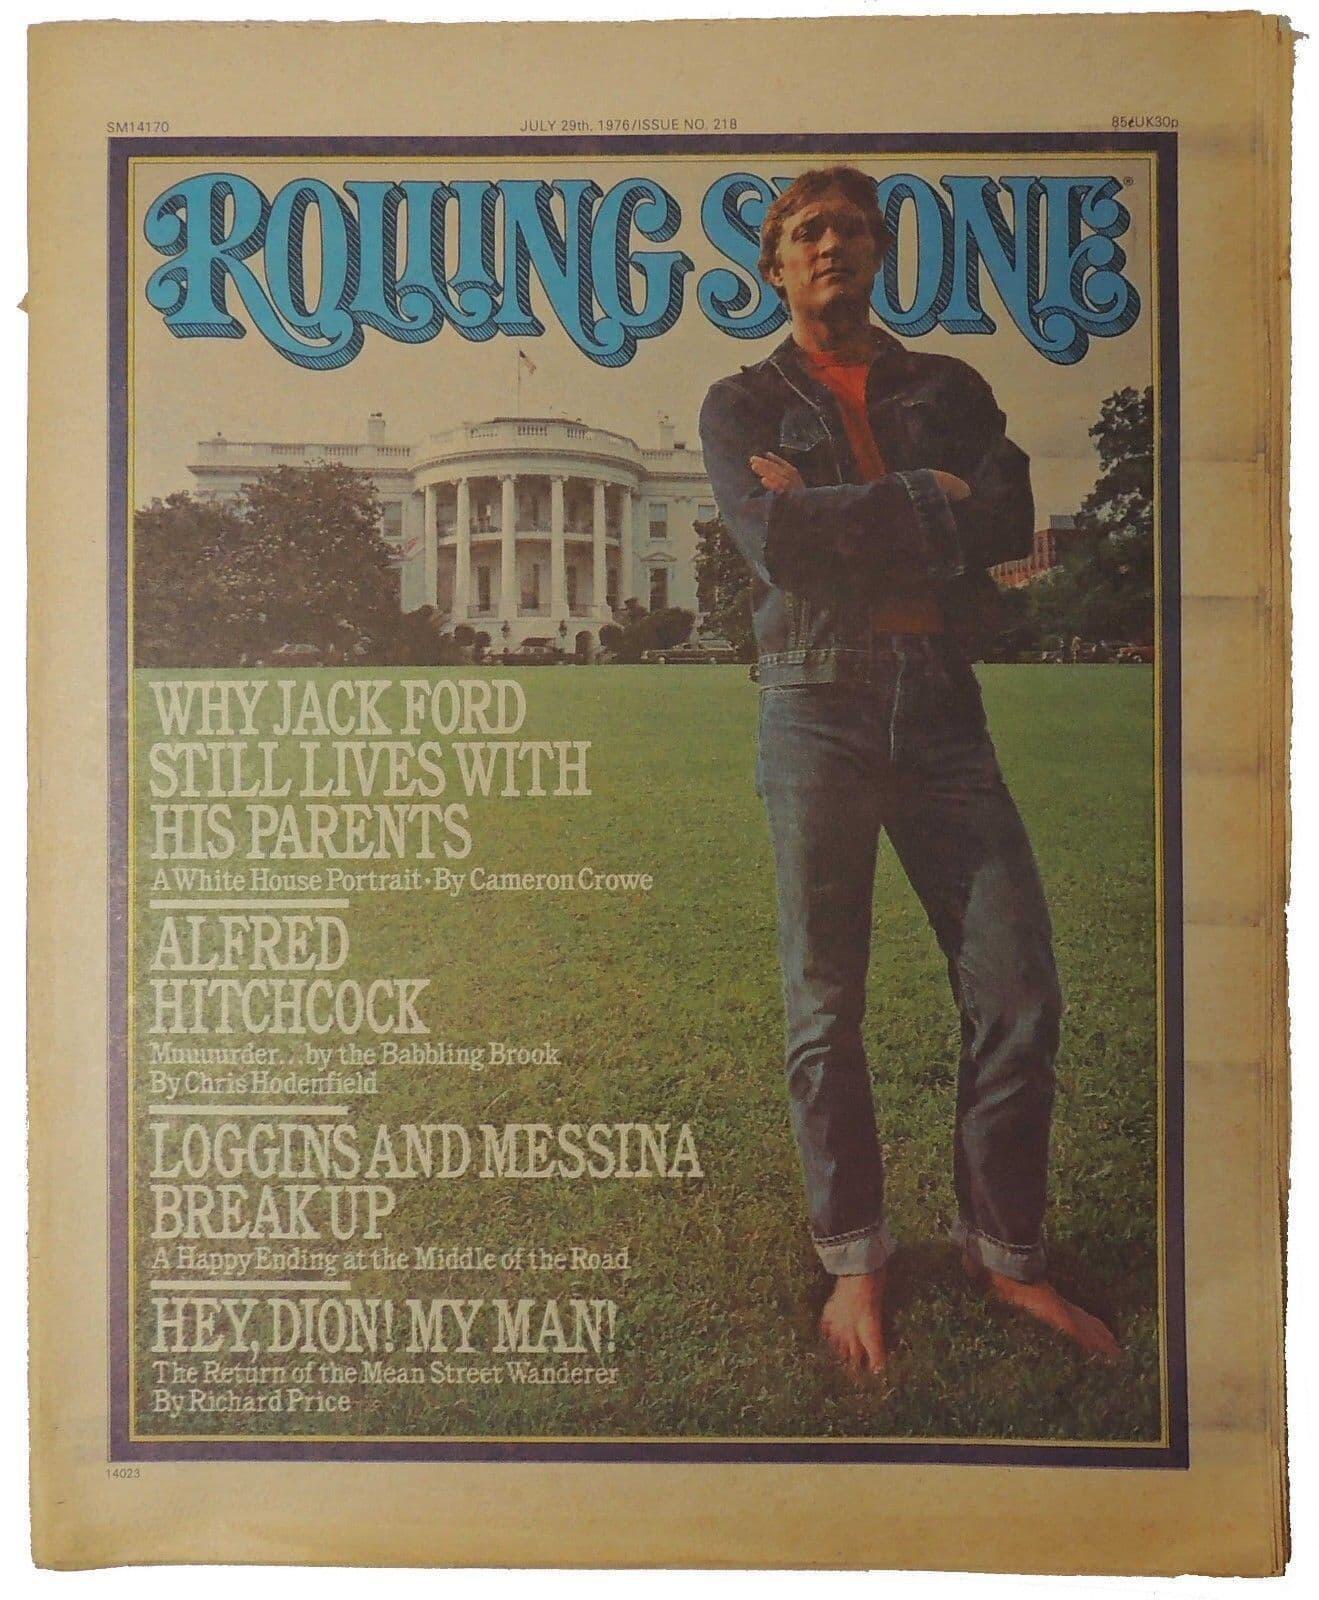 SM14170
JULY 29th, 1976/ISSUE NO. 218
85¢UK30p
ROLLING STONE®
WHY JACK FORD
STILL LIVES WITH
HIS PARENTS
A White House Portrait·By Cameron Crowe
ALFRED
HITCHCOCK
Muuuurder...by the Babbling Brook
By Chris Hodenfield
LOGGINS AND MESSINA
BREAK UP
A Happy Ending at the Middle of the Road
HEY, DION! MY MAN!
The Return of the Mean Street Wanderer
By Richard Price
14023